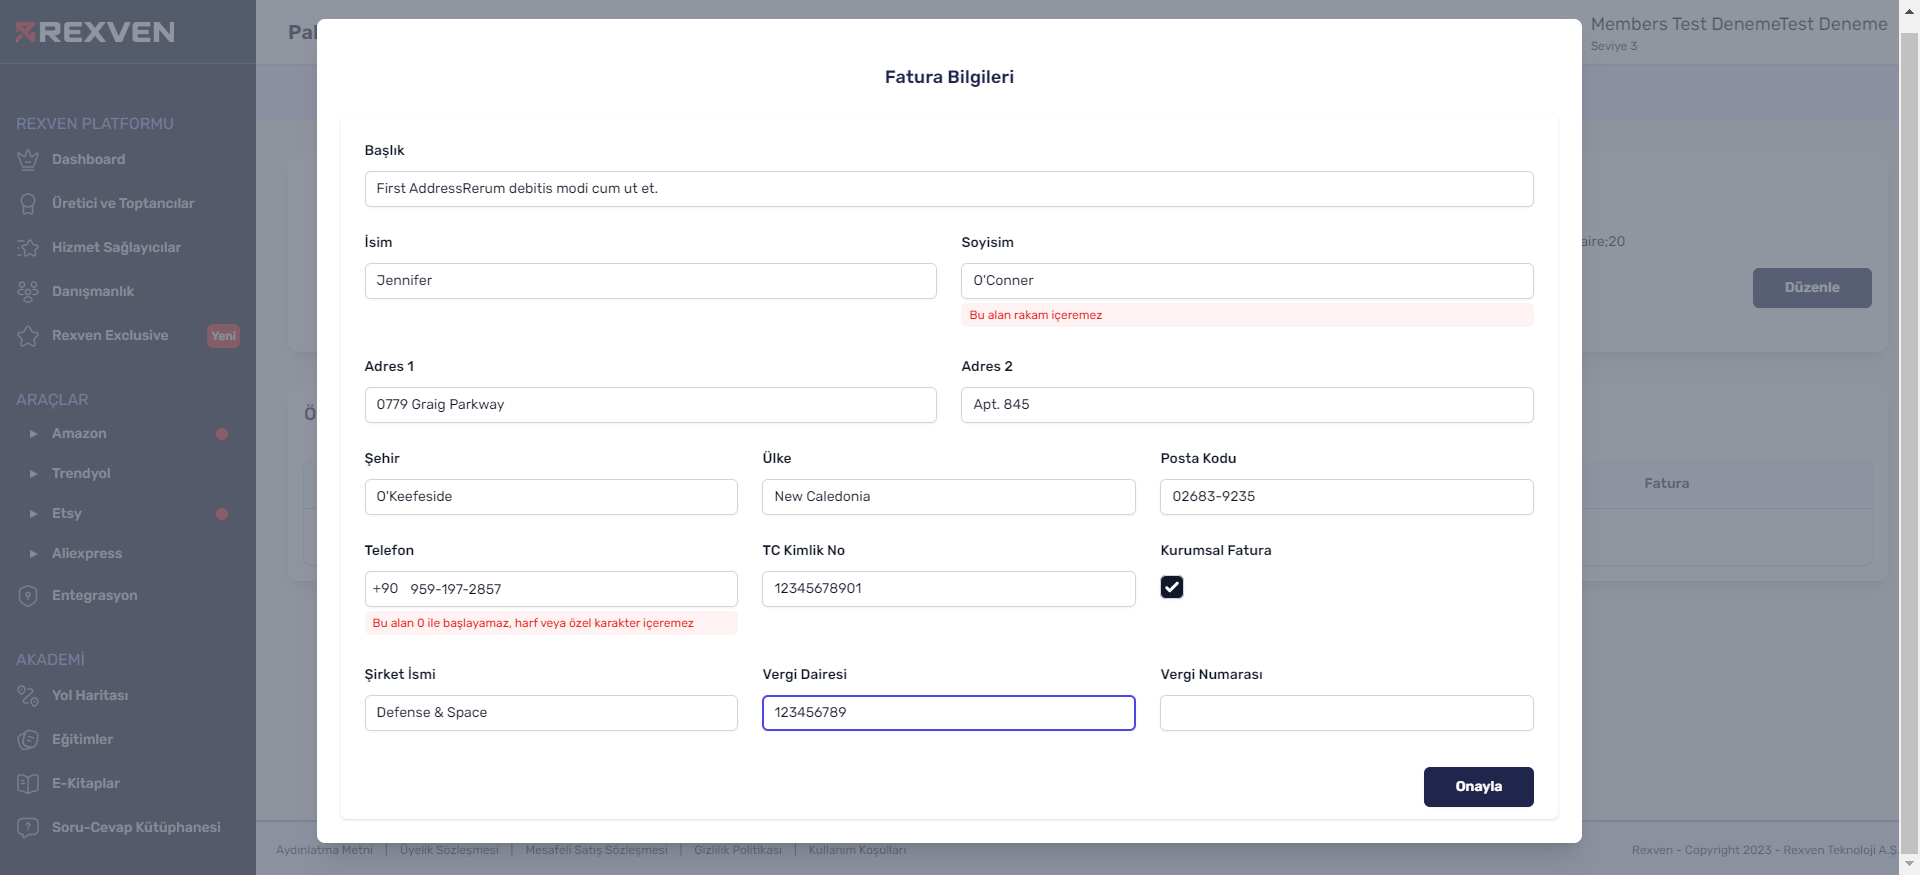 REXVEN
Pa
Members Test DenemeTest Deneme
Seviye 3
REXVEN PLATFORMU
Dashboard
Üretici ve Toptancılar
Hizmet Sağlayıcılar
Danışmanlık
Rexven Exclusive
Yeni
ARAÇLAR
Amazon
Trendyol
Etsy
Aliexpress
Entegrasyon
AKADEMİ
Yol Haritası
Eğitimler
E-Kitaplar
Soru-Cevap Kütüphanesi
Fatura Bilgileri
Başlık
First AddressRerum debitis modi cum ut et.
İsim
Soyisim
Jennifer
O'Conner
Bu alan rakam içeremez
Adres 1
Adres 2
0779 Graig Parkway
Apt. 845
Şehir
Ülke
Posta Kodu
O'Keefeside
New Caledonia
02683-9235
Telefon
TC Kimlik No
Kurumsal Fatura
+90 959-197-2857
12345678901
Bu alan 0 ile başlayamaz, harf veya özel karakter içeremez
Şirket İsmi
Vergi Dairesi
Vergi Numarası
Defense & Space
123456789
Onayla
aire;20
Düzenle
Ö
Fatura
Aydınlatma Metni | Üyelik Sözleşmesi | Mesafeli Satış Sözleşmesi | Gizlilik Politikası | Kullanım Koşulları
Rexven - Copyright 2023 - Rexven Teknoloji A.Ş.